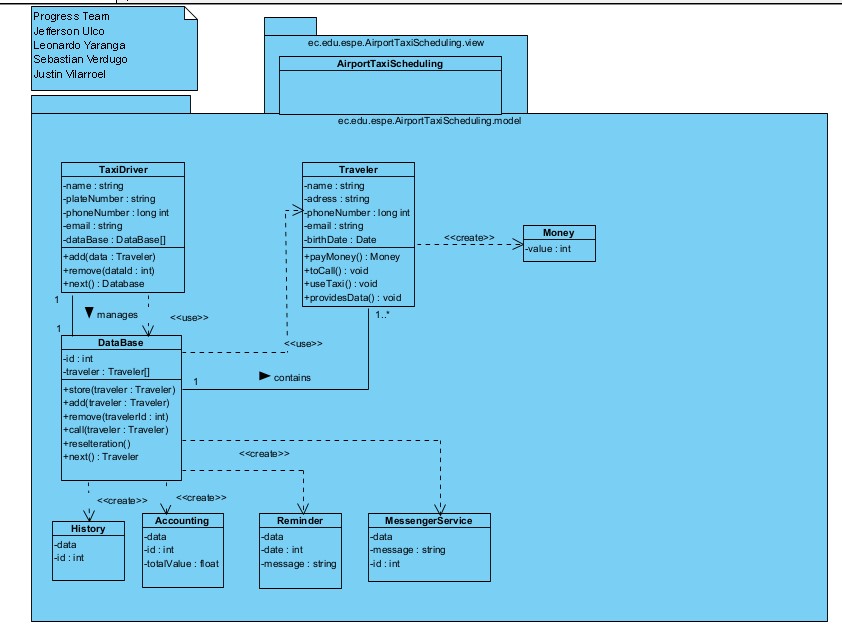 Progress Team
Jefferson Ulco
Leonardo Yaranga
Sebastian Verdugo
Justin Vilarroel
ec.edu.espe.AirportTaxiScheduling.view
AirportTaxiScheduling
ec.edu.espe.AirportTaxiScheduling.model
TaxiDriver
-name : string
-plateNumber : string
-phoneNumber : long int
-email : string
-dataBase : DataBase[]
+add(data : Traveler)
+remove(dataId : int)
+next() : Database
Traveler
-name : string
-adress : string
-phoneNumber : long int
-email : string
-birthDate : Date
+payMoney() : Money
+toCall() : void
+useTaxi() : void
+providesData() : void
<<create>>
Money
-value : int
1
manages
1
<<use>>
<<use>>
1..*
1
contains
DataBase
-id : int
-traveler : Traveler[]
+store(traveler : Traveler)
+add(traveler : Traveler)
+remove(travelerId : int)
+call(traveler : Traveler)
+reseIteration()
+next() : Traveler
<<create>>
<<create>>
<<create>>
History
-data
-id : int
Accounting
-data
-id : int
-totalValue : float
Reminder
-data
-date : int
-message : string
MessengerService
-data
-message : string
-id : int